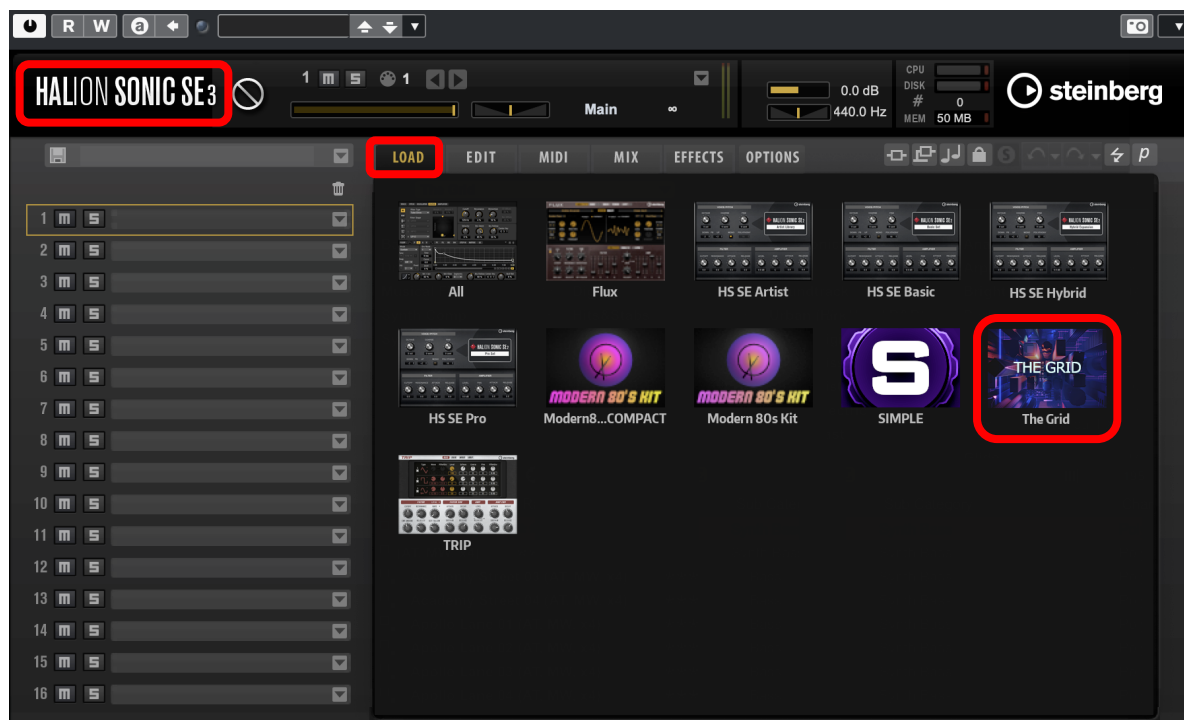 R W a
HALION SONIC SE3
1 m S 1
Main ∞
0.0 dB
440.0 Hz
CPU
DISK
# 0
MEM 50 MB
steinberg
LOAD EDIT MIDI MIX EFFECTS OPTIONS
S p
1 m S
2 m S
3 m S
4 m S
5 m S
6 m S
7 m S
8 m S
9 m S
10 m S
11 m S
12 m S
13 m S
14 m S
15 m S
16 m S
All Flux HS SE Artist HS SE Basic HS SE Hybrid
MODERN 80'S KIT MODERN 80'S KIT S THE GRID
HS SE Pro Modern8...COMPACT Modern 80s Kit SIMPLE The Grid
TRIP
TRIP